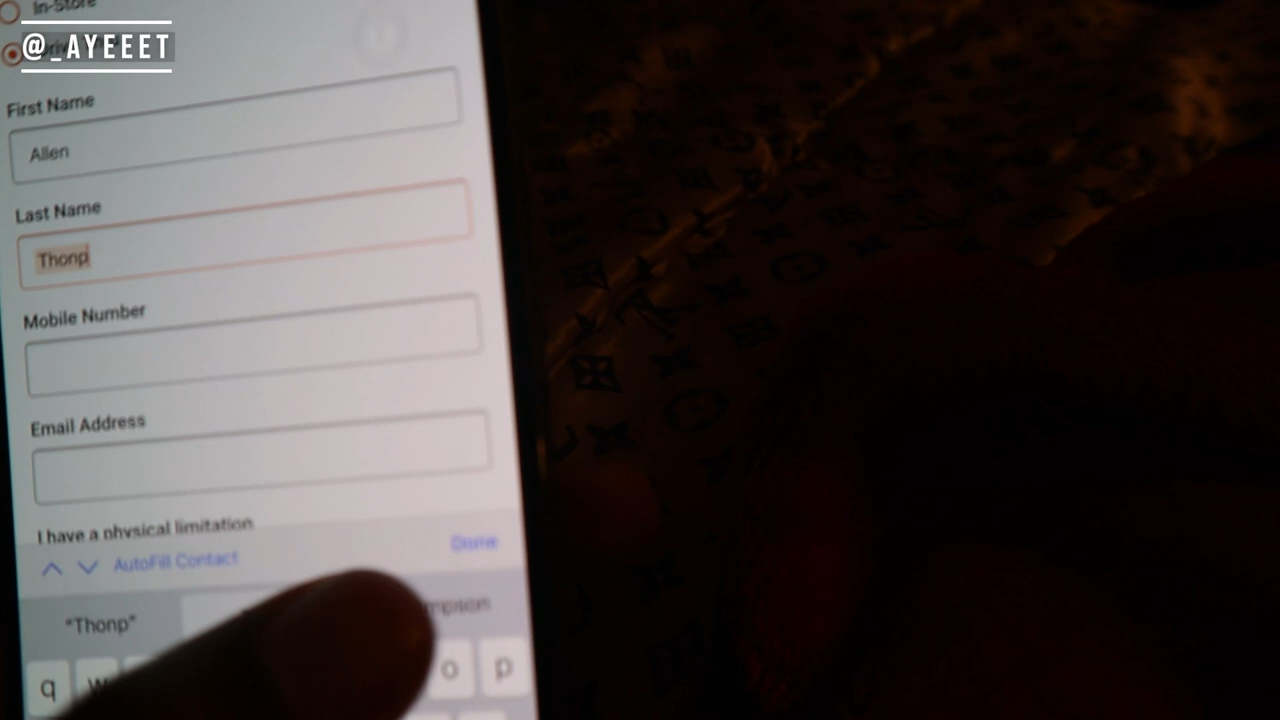 In-Store
@_AYEEET
First Name
Allen
Last Name
Thonp
Mobile Number
Email Address
I have a physical limitation
AutoFill Contact Done
"Thonp" mpson
q w o p